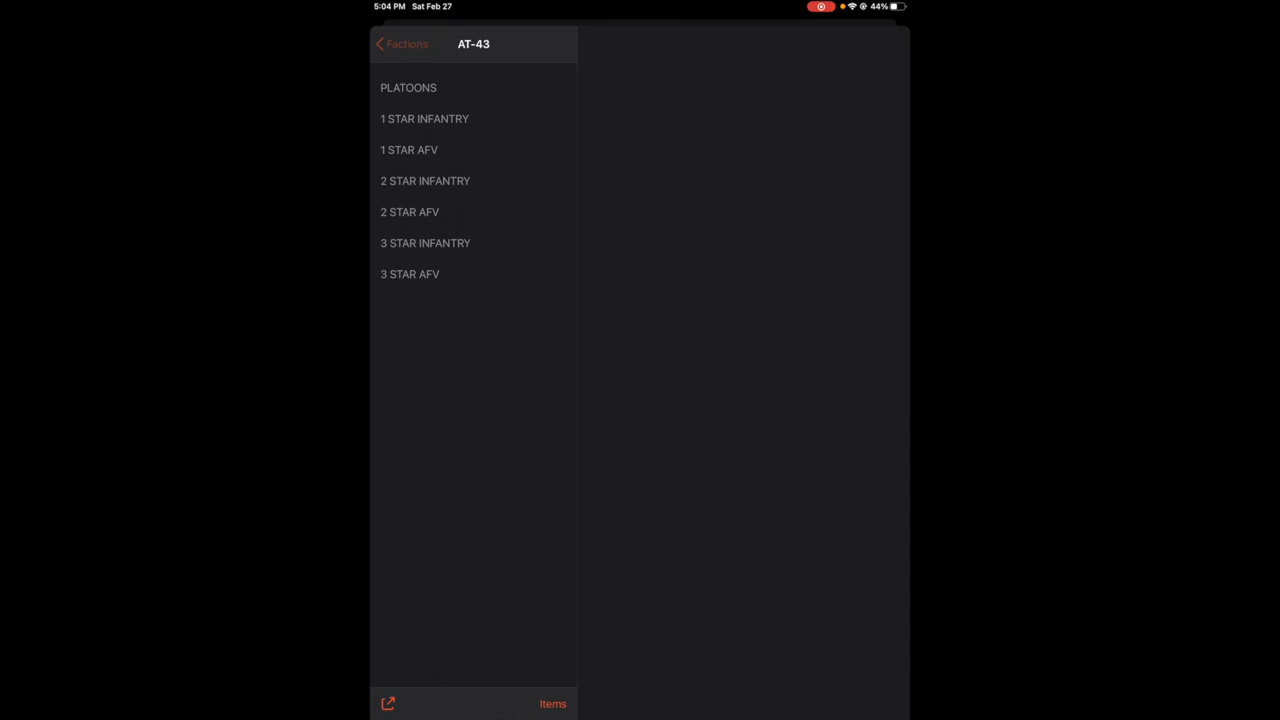 5:04 PM Sat Feb 27 44%
Factions AT-43
PLATOONS
1 STAR INFANTRY
1 STAR AFV
2 STAR INFANTRY
2 STAR AFV
3 STAR INFANTRY
3 STAR AFV
Items